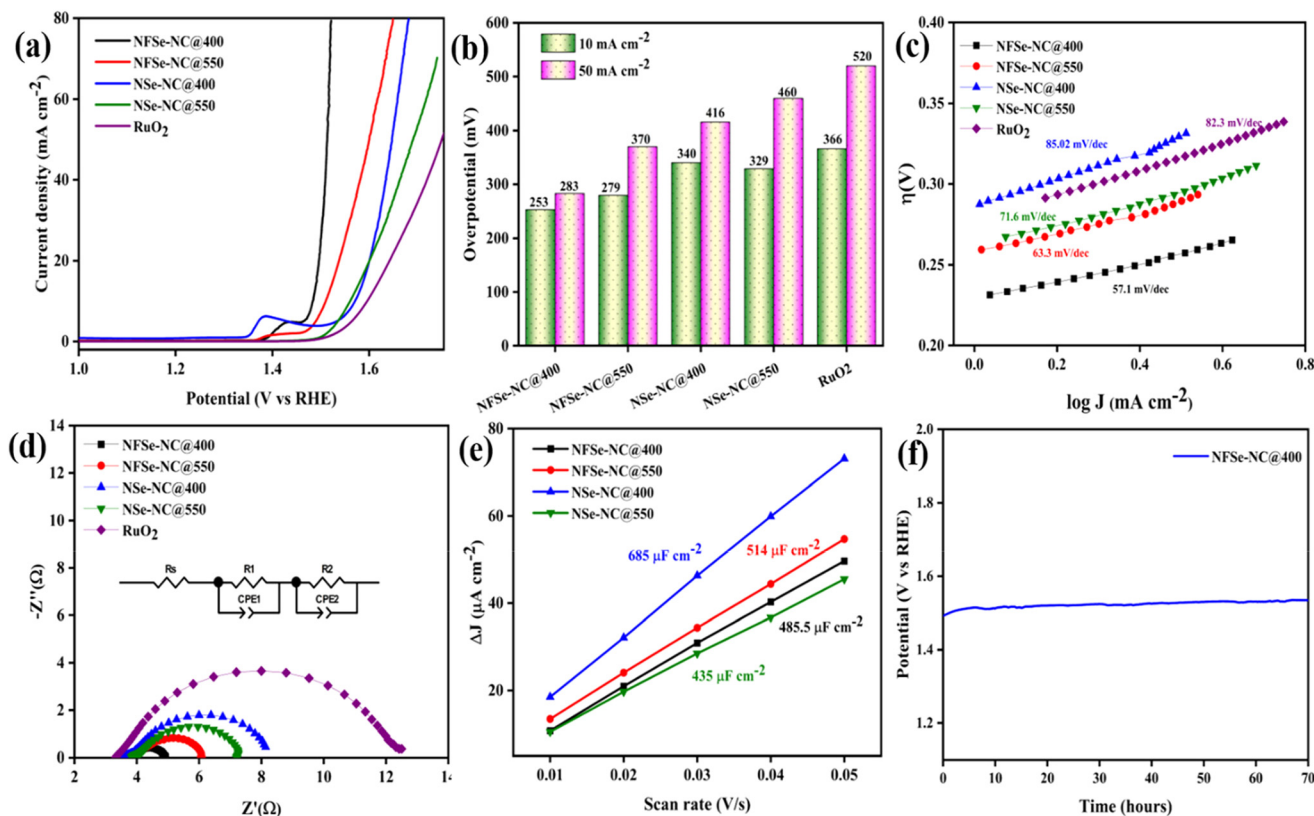 (a)
NFSe-NC@400
NFSe-NC@550
NSe-NC@400
NSe-NC@550
RuO2
Current density (mA cm-2)
80
60
40
20
0
1.0
1.2
1.4
1.6
Potential (V vs RHE)
(b)
10 mA cm-2
50 mA cm-2
Overpotential (mV)
600
500
400
300
200
100
0
253
283
279
370
340
416
329
460
366
520
NFSe-NC@400
NFSe-NC@550
NSe-NC@400
NSe-NC@550
RuO2
(c)
NFSe-NC@400
NFSe-NC@550
NSe-NC@400
NSe-NC@550
RuO2
η(V)
0.40
0.35
0.30
0.25
0.20
85.02 mV/dec
82.3 mV/dec
71.6 mV/dec
63.3 mV/dec
57.1 mV/dec
0.0
0.2
0.4
0.6
0.8
log J (mA cm-2)
(d)
NFSe-NC@400
NFSe-NC@550
NSe-NC@400
NSe-NC@550
RuO2
-Z''(Ω)
14
12
10
8
6
4
2
0
Rs
R1
R2
CPE1
CPE2
2
4
6
8
10
12
14
Z'(Ω)
(e)
NFSe-NC@400
NFSe-NC@550
NSe-NC@400
NSe-NC@550
ΔJ (μA cm-2)
80
60
40
20
685 μF cm-2
514 μF cm-2
485.5 μF cm-2
435 μF cm-2
0.01
0.02
0.03
0.04
0.05
Scan rate (V/s)
(f)
NFSe-NC@400
Potential (V vs RHE)
2.0
1.8
1.6
1.4
1.2
0
10
20
30
40
50
60
70
Time (hours)